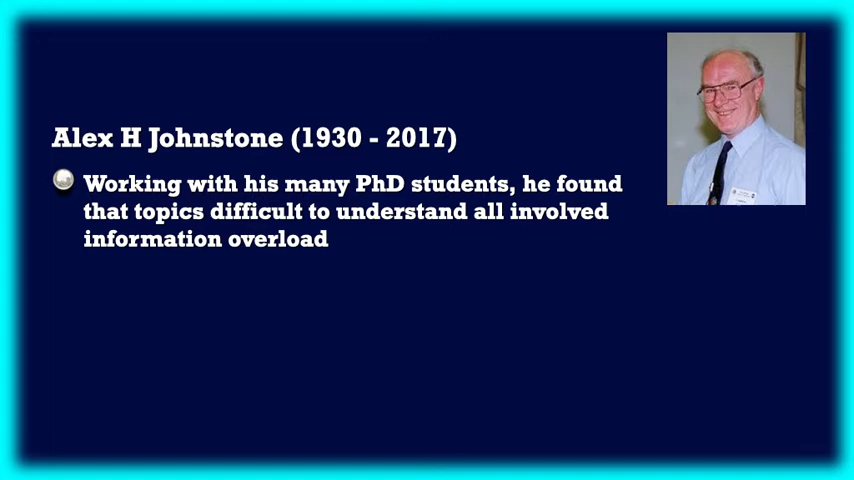 Alex H Johnstone (1930 - 2017)
Working with his many PhD students, he found
that topics difficult to understand all involved
information overload